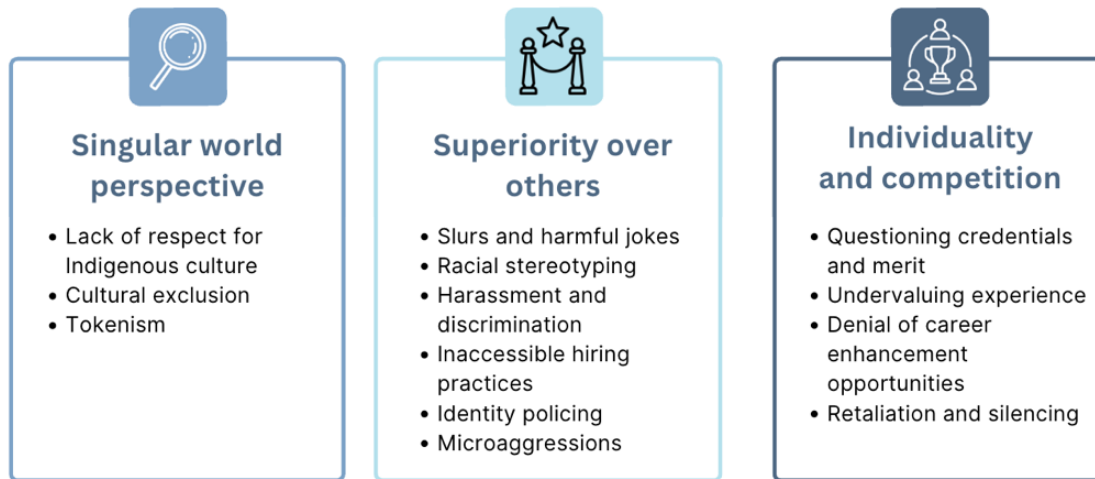 Singular world
perspective
• Lack of respect for
Indigenous culture
• Cultural exclusion
• Tokenism
Superiority over
others
• Slurs and harmful jokes
• Racial stereotyping
• Harassment and
discrimination
• Inaccessible hiring
practices
• Identity policing
• Microaggressions
Individuality
and competition
• Questioning credentials
and merit
• Undervaluing experience
• Denial of career
enhancement
opportunities
• Retaliation and silencing